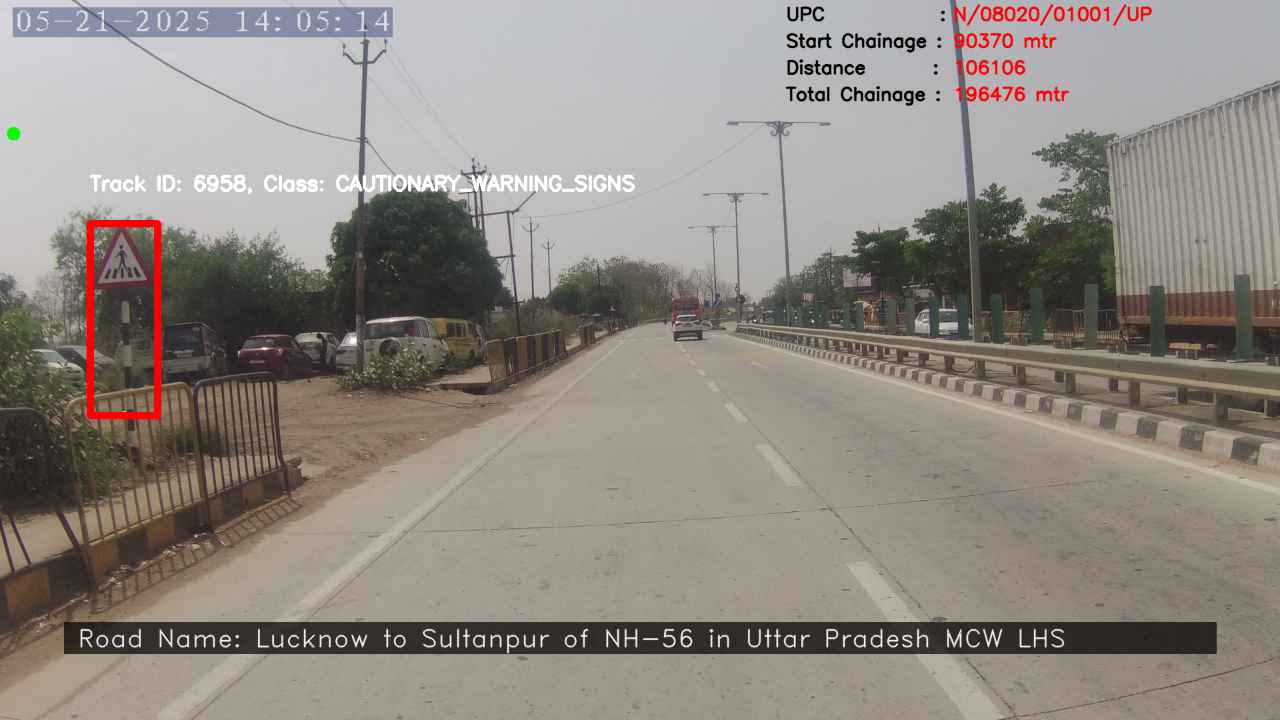 05-21-2025 14:05:14
UPC : N/08020/01001/UP
Start Chainage : 90370 mtr
Distance : 106106
Total Chainage : 196476 mtr
Track ID: 6958, Class: CAUTIONARY_WARNING_SIGNS
Road Name: Lucknow to Sultanpur of NH-56 in Uttar Pradesh MCW LHS